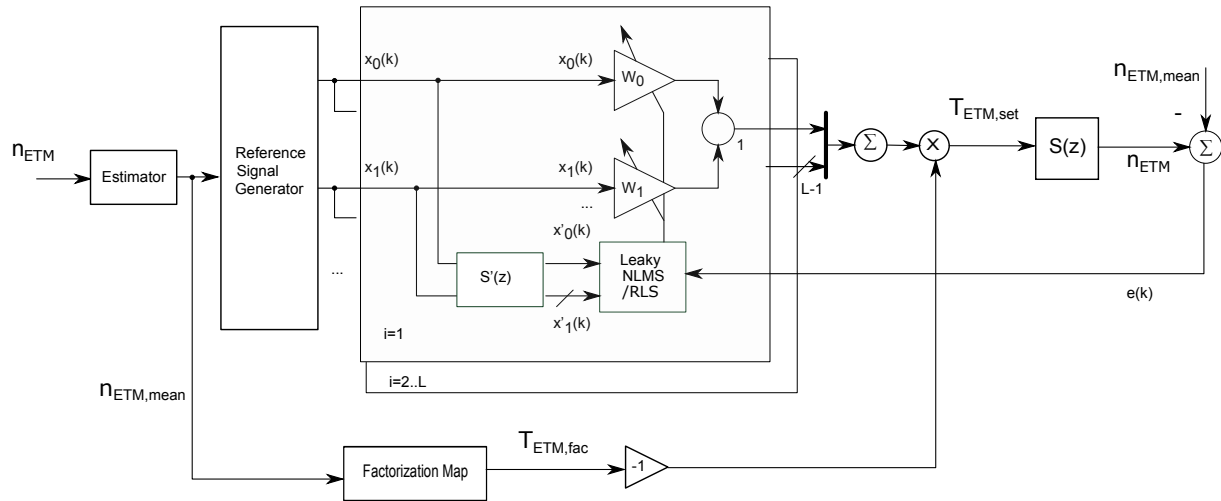 n_ETM
Estimator
Reference
Signal
Generator
n_ETM,mean
x_0(k)
x_1(k)
...
x_0(k)
W_0
x_1(k)
...
W_1
1
S'(z)
x'_0(k)
x'_1(k)
Leaky
NLMS
/RLS
i=1
i=2..L
L-1
Σ
X
T_ETM,set
S(z)
n_ETM
n_ETM,mean
-
Σ
e(k)
Factorization Map
T_ETM,fac
-1